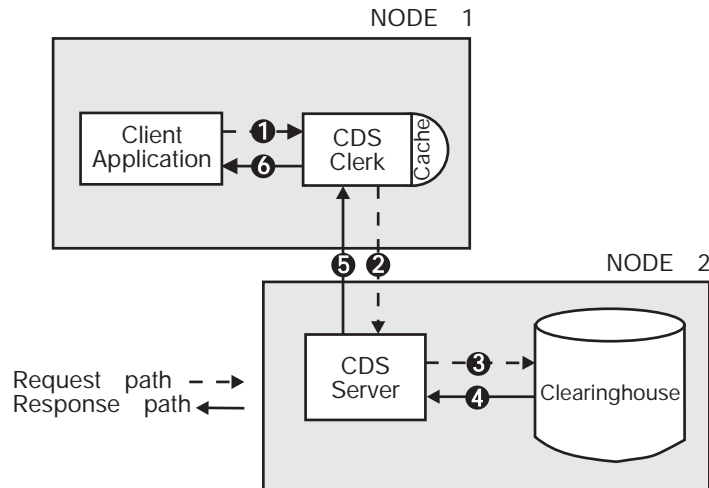 NODE 1
Client
Application
1
CDS
Clerk
Cache
6
5
2
NODE 2
CDS
Server
3
4
Clearinghouse
Request path
Response path